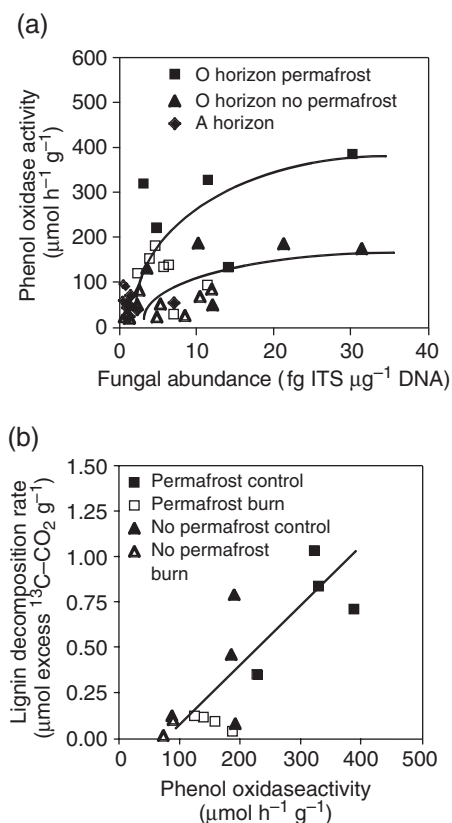 (a)
600
500
400
300
200
100
0
Phenol oxidase activity
(μmol h⁻¹ g⁻¹)
O horizon permafrost
O horizon no permafrost
A horizon
0 10 20 30 40
Fungal abundance (fg ITS μg⁻¹ DNA)
(b)
1.50
1.25
1.00
0.75
0.50
0.25
0.00
Lignin decomposition rate
(μmol excess ¹³C–CO₂ g⁻¹)
Permafrost control
Permafrost burn
No permafrost control
No permafrost
burn
0 100 200 300 400 500
Phenol oxidaseactivity
(μmol h⁻¹ g⁻¹)